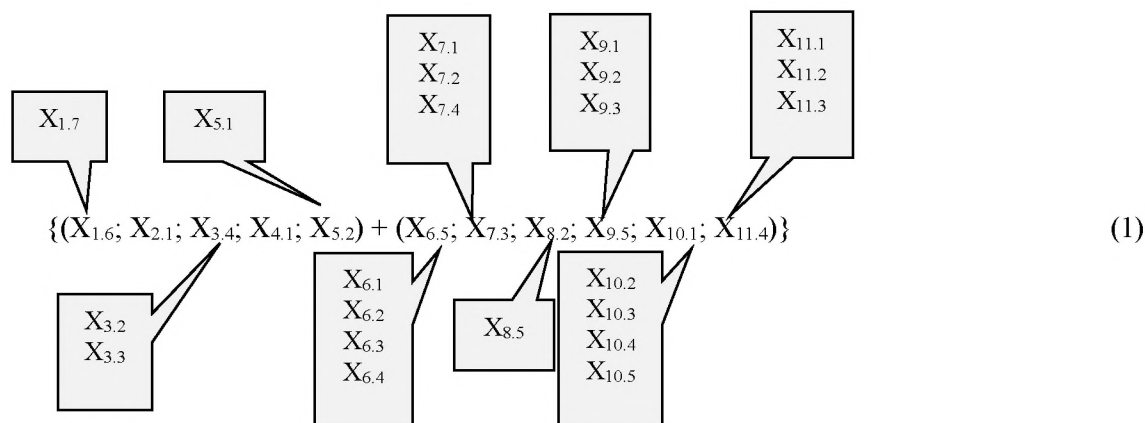 X7.1
X7.2
X7.4
X9.1
X9.2
X9.3
X11.1
X11.2
X11.3
X1.7
X5.1
{(X1.6; X2.1; X3.4; X4.1; X5.2) + (X6.5; X7.3; X8.2; X9.5; X10.1; X11.4)} (1)
X3.2
X3.3
X6.1
X6.2
X6.3
X6.4
X8.5
X10.2
X10.3
X10.4
X10.5